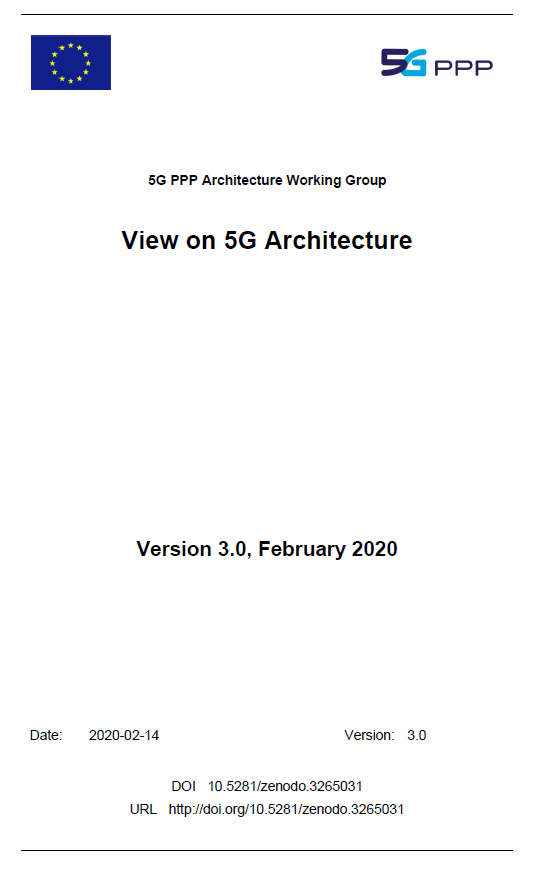 5G PPP
5G PPP Architecture Working Group
View on 5G Architecture
Version 3.0, February 2020
Date: 2020-02-14 Version: 3.0
DOI 10.5281/zenodo.3265031
URL http://doi.org/10.5281/zenodo.3265031